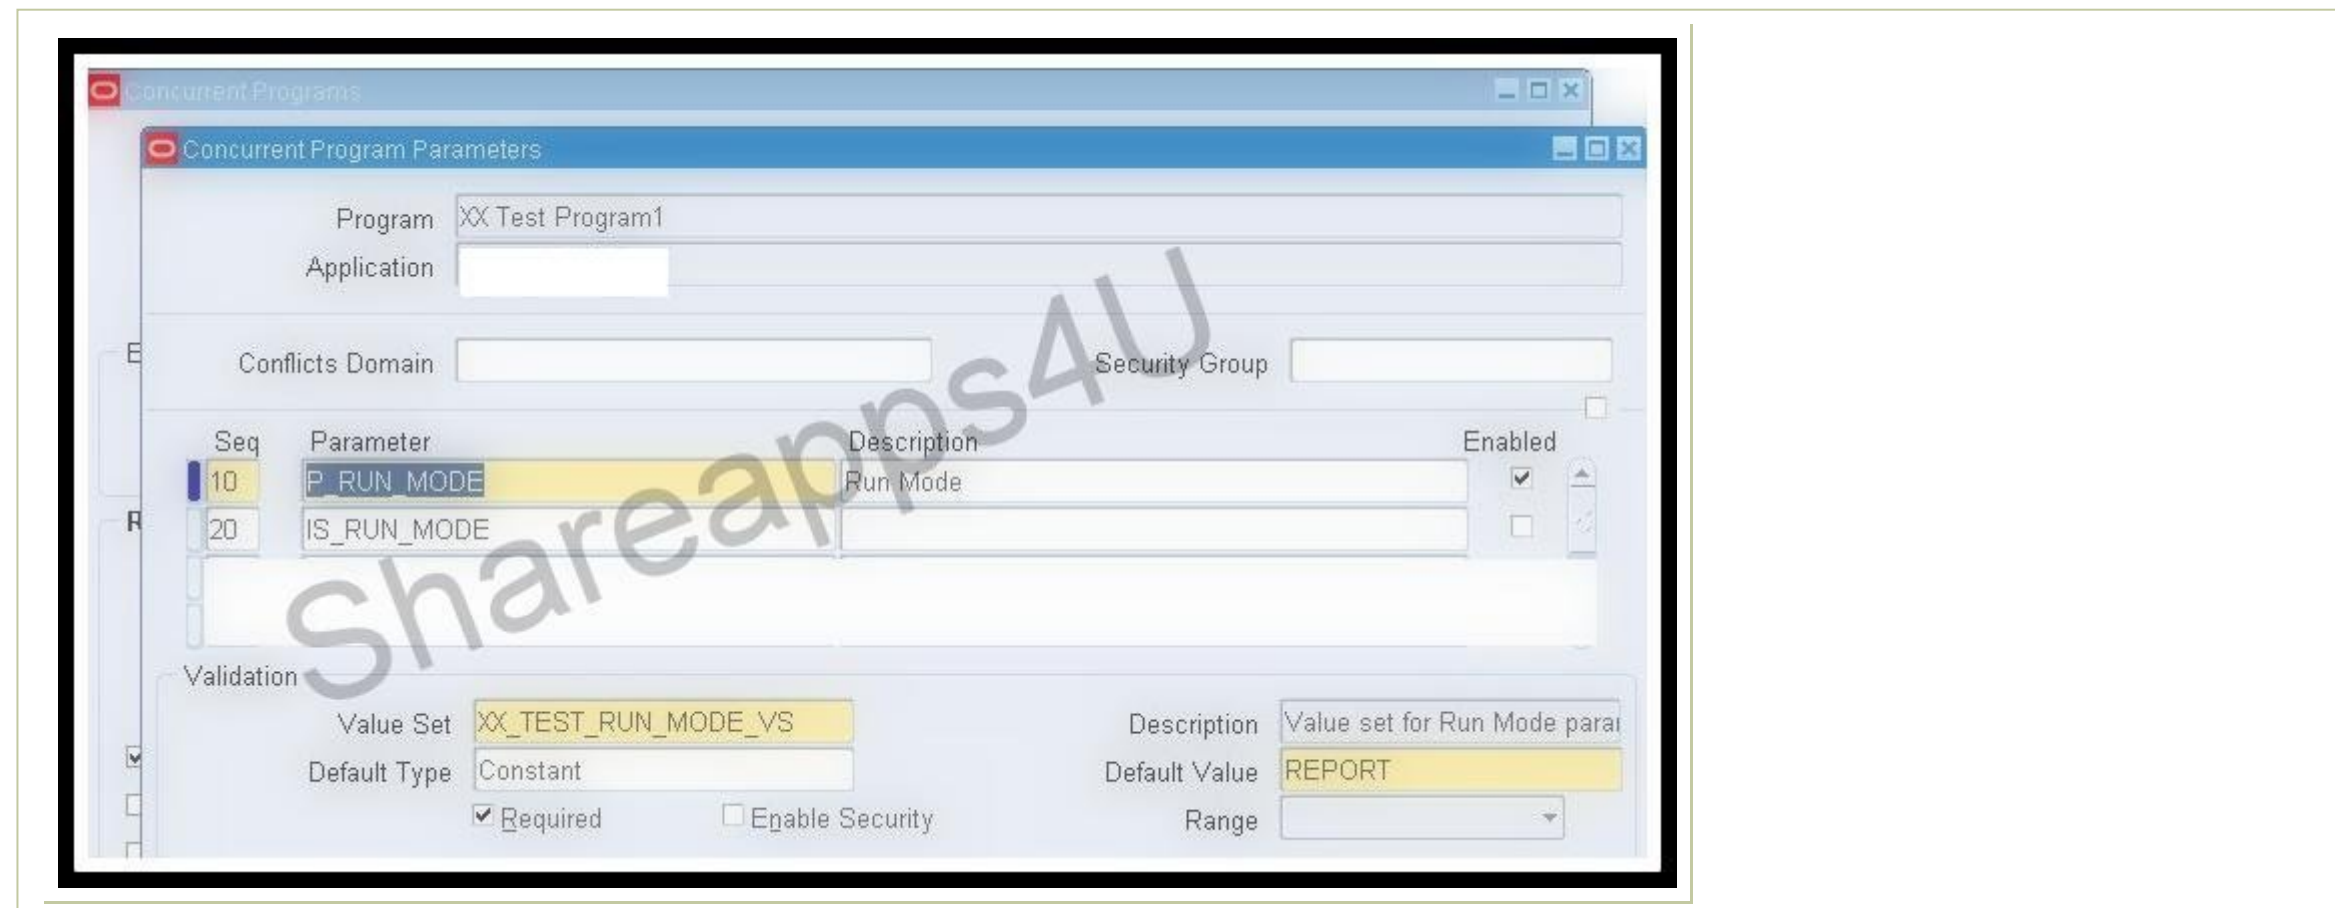 Concurrent Programs
Concurrent Program Parameters
Program XX Test Program1
Application
Conflicts Domain Security Group
Seq Parameter Description Enabled
10 P_RUN_MODE Run Mode
20 IS_RUN_MODE
Shareapps4U
Validation
Value Set XX_TEST_RUN_MODE_VS Description Value set for Run Mode para
Default Type Constant Default Value REPORT
Required Enable Security Range
E
R